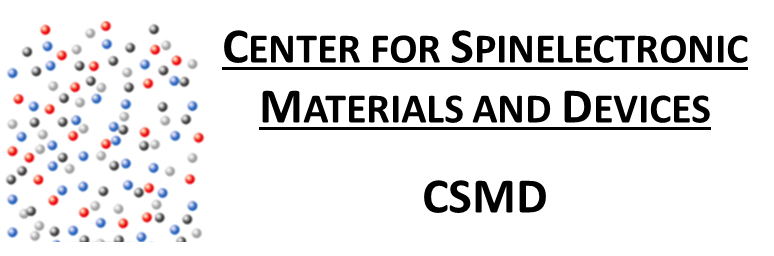 CENTER FOR SPINELECTRONIC
MATERIALS AND DEVICES
CSMD